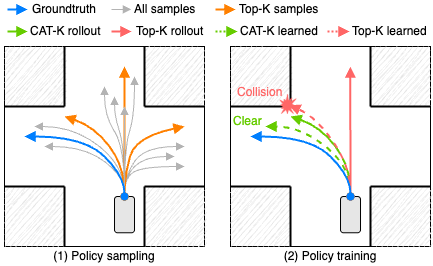 Groundtruth All samples Top-K samples
CAT-K rollout Top-K rollout CAT-K learned Top-K learned
Collision
Clear
(1) Policy sampling (2) Policy training